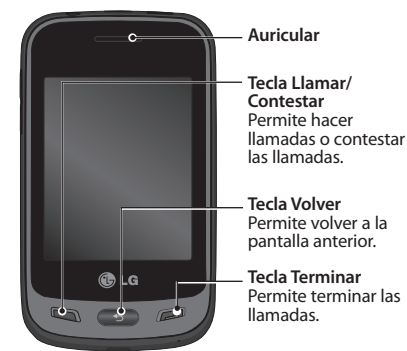 Auricular
Tecla Llamar/
Contestar
Permite hacer
llamadas o contestar
las llamadas.
Tecla Volver
Permite volver a la
pantalla anterior.
LG
Tecla Terminar
Permite terminar las
llamadas.